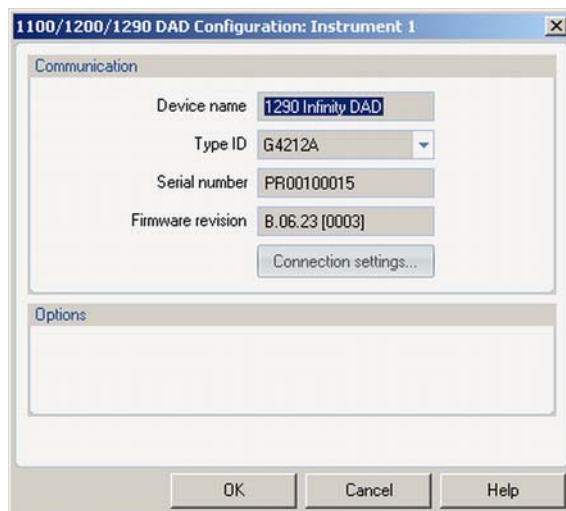 1100/1200/1290 DAD Configuration: Instrument 1
Communication
Device name 1290 Infinity DAD
Type ID G4212A
Serial number PR00100015
Firmware revision B.06.23 [0003]
Connection settings...
Options
OK Cancel Help